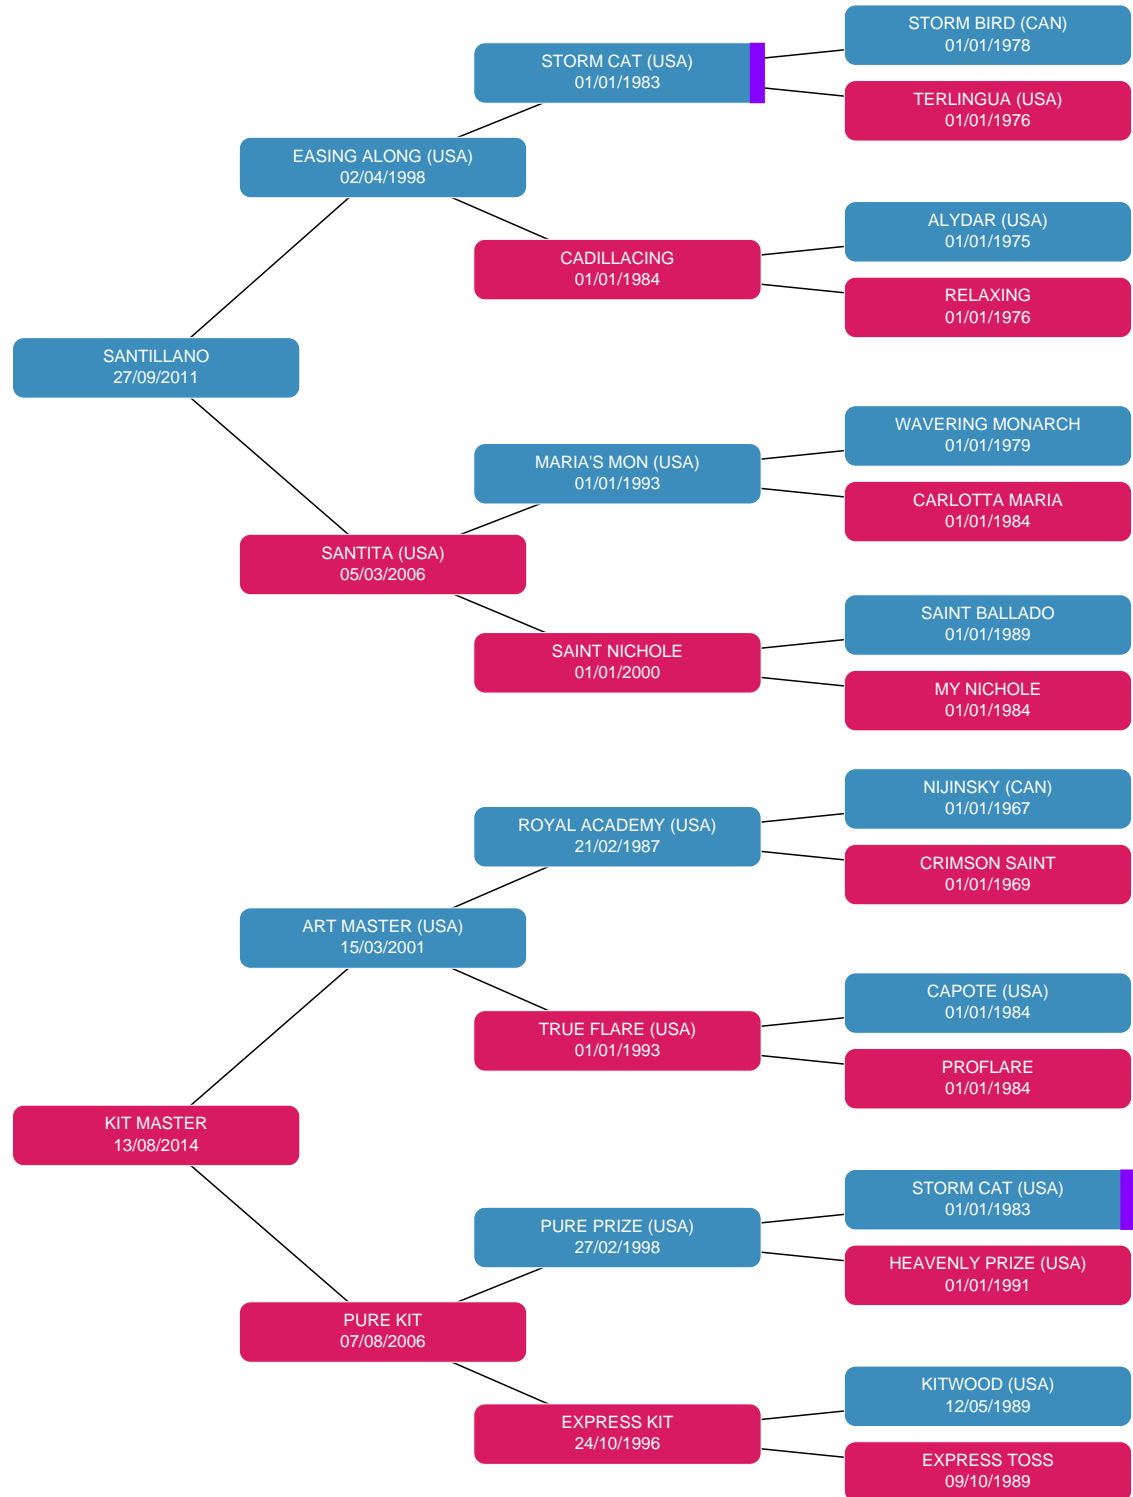 STORM BIRD (CAN)
01/01/1978
STORM CAT (USA)
01/01/1983
TERLINGUA (USA)
01/01/1976
EASING ALONG (USA)
02/04/1998
ALYDAR (USA)
01/01/1975
CADILLACING
01/01/1984
RELAXING
01/01/1976
SANTILLANO
27/09/2011
WAVERING MONARCH
01/01/1979
MARIA'S MON (USA)
01/01/1993
CARLOTTA MARIA
01/01/1984
SANTITA (USA)
05/03/2006
SAINT BALLADO
01/01/1989
SAINT NICHOLE
01/01/2000
MY NICHOLE
01/01/1984
NIJINSKY (CAN)
01/01/1967
ROYAL ACADEMY (USA)
21/02/1987
CRIMSON SAINT
01/01/1969
ART MASTER (USA)
15/03/2001
CAPOTE (USA)
01/01/1984
TRUE FLARE (USA)
01/01/1993
PROFLARE
01/01/1984
KIT MASTER
13/08/2014
STORM CAT (USA)
01/01/1983
PURE PRIZE (USA)
27/02/1998
HEAVENLY PRIZE (USA)
01/01/1991
PURE KIT
07/08/2006
KITWOOD (USA)
12/05/1989
EXPRESS KIT
24/10/1996
EXPRESS TOSS
09/10/1989